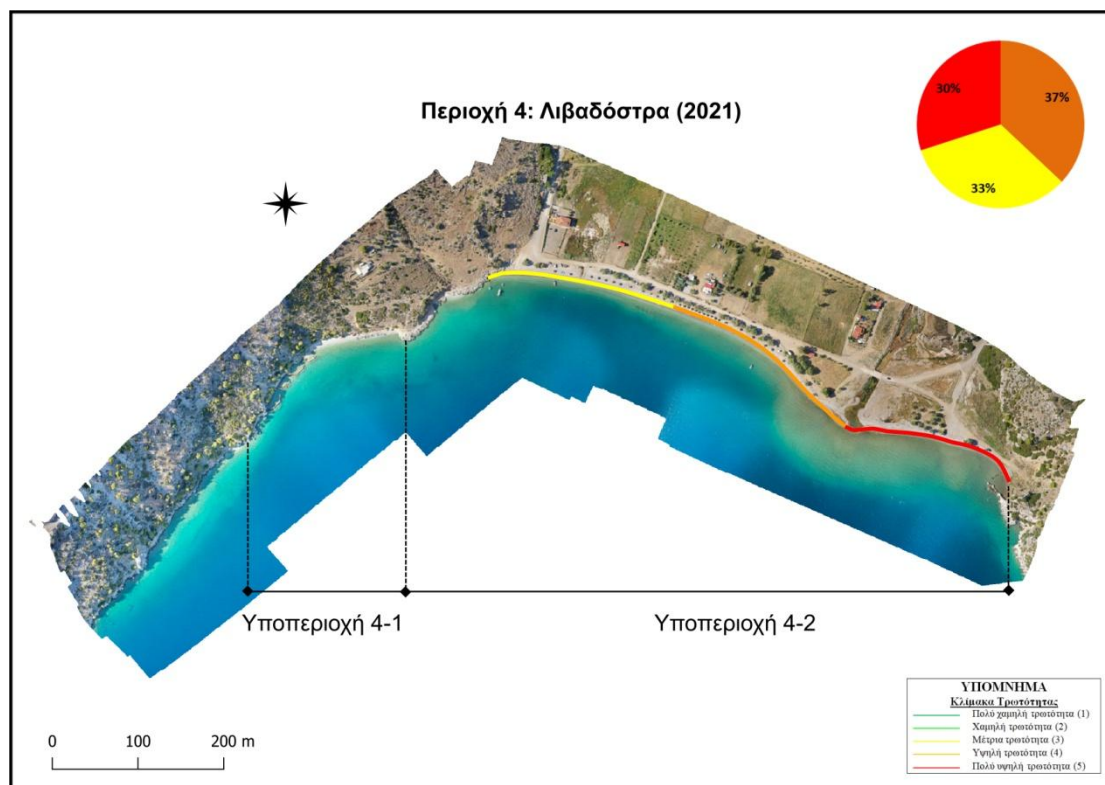 30%
37%
33%
Περιοχή 4: Λιβαδόστρα (2021)
Υποπεριοχή 4-1
Υποπεριοχή 4-2
0 100 200 m
ΥΠΟΜΝΗΜΑ
Κλίμακα Τρωτότητας
Πολύ χαμηλή τρωτότητα (1)
Χαμηλή τρωτότητα (2)
Μέτρια τρωτότητα (3)
Υψηλή τρωτότητα (4)
Πολύ υψηλή τρωτότητα (5)